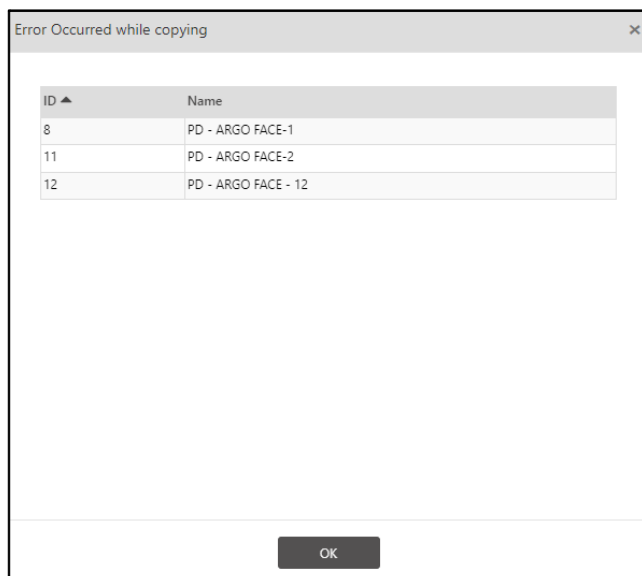 Error Occurred while copying ×
ID ▲ Name
8 PD - ARGO FACE-1
11 PD - ARGO FACE-2
12 PD - ARGO FACE - 12
OK